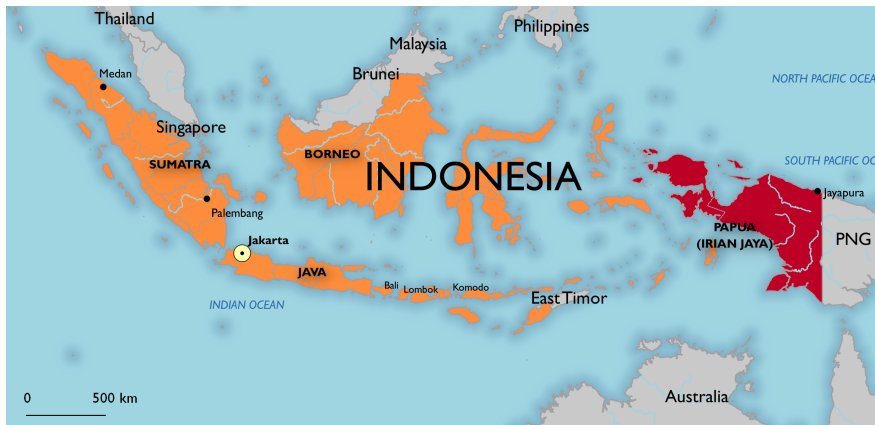 Thailand
Philippines
Malaysia
Brunei
Medan
NORTH PACIFIC OCEA
Singapore
BORNEO
SUMATRA
INDONESIA
SOUTH PACIFIC OC
Jayapura
Palembang
PAPUA
(IRIAN JAYA)
PNG
Jakarta
JAVA
Bali
Lombok
Komodo
East Timor
INDIAN OCEAN
Australia
0 500 km